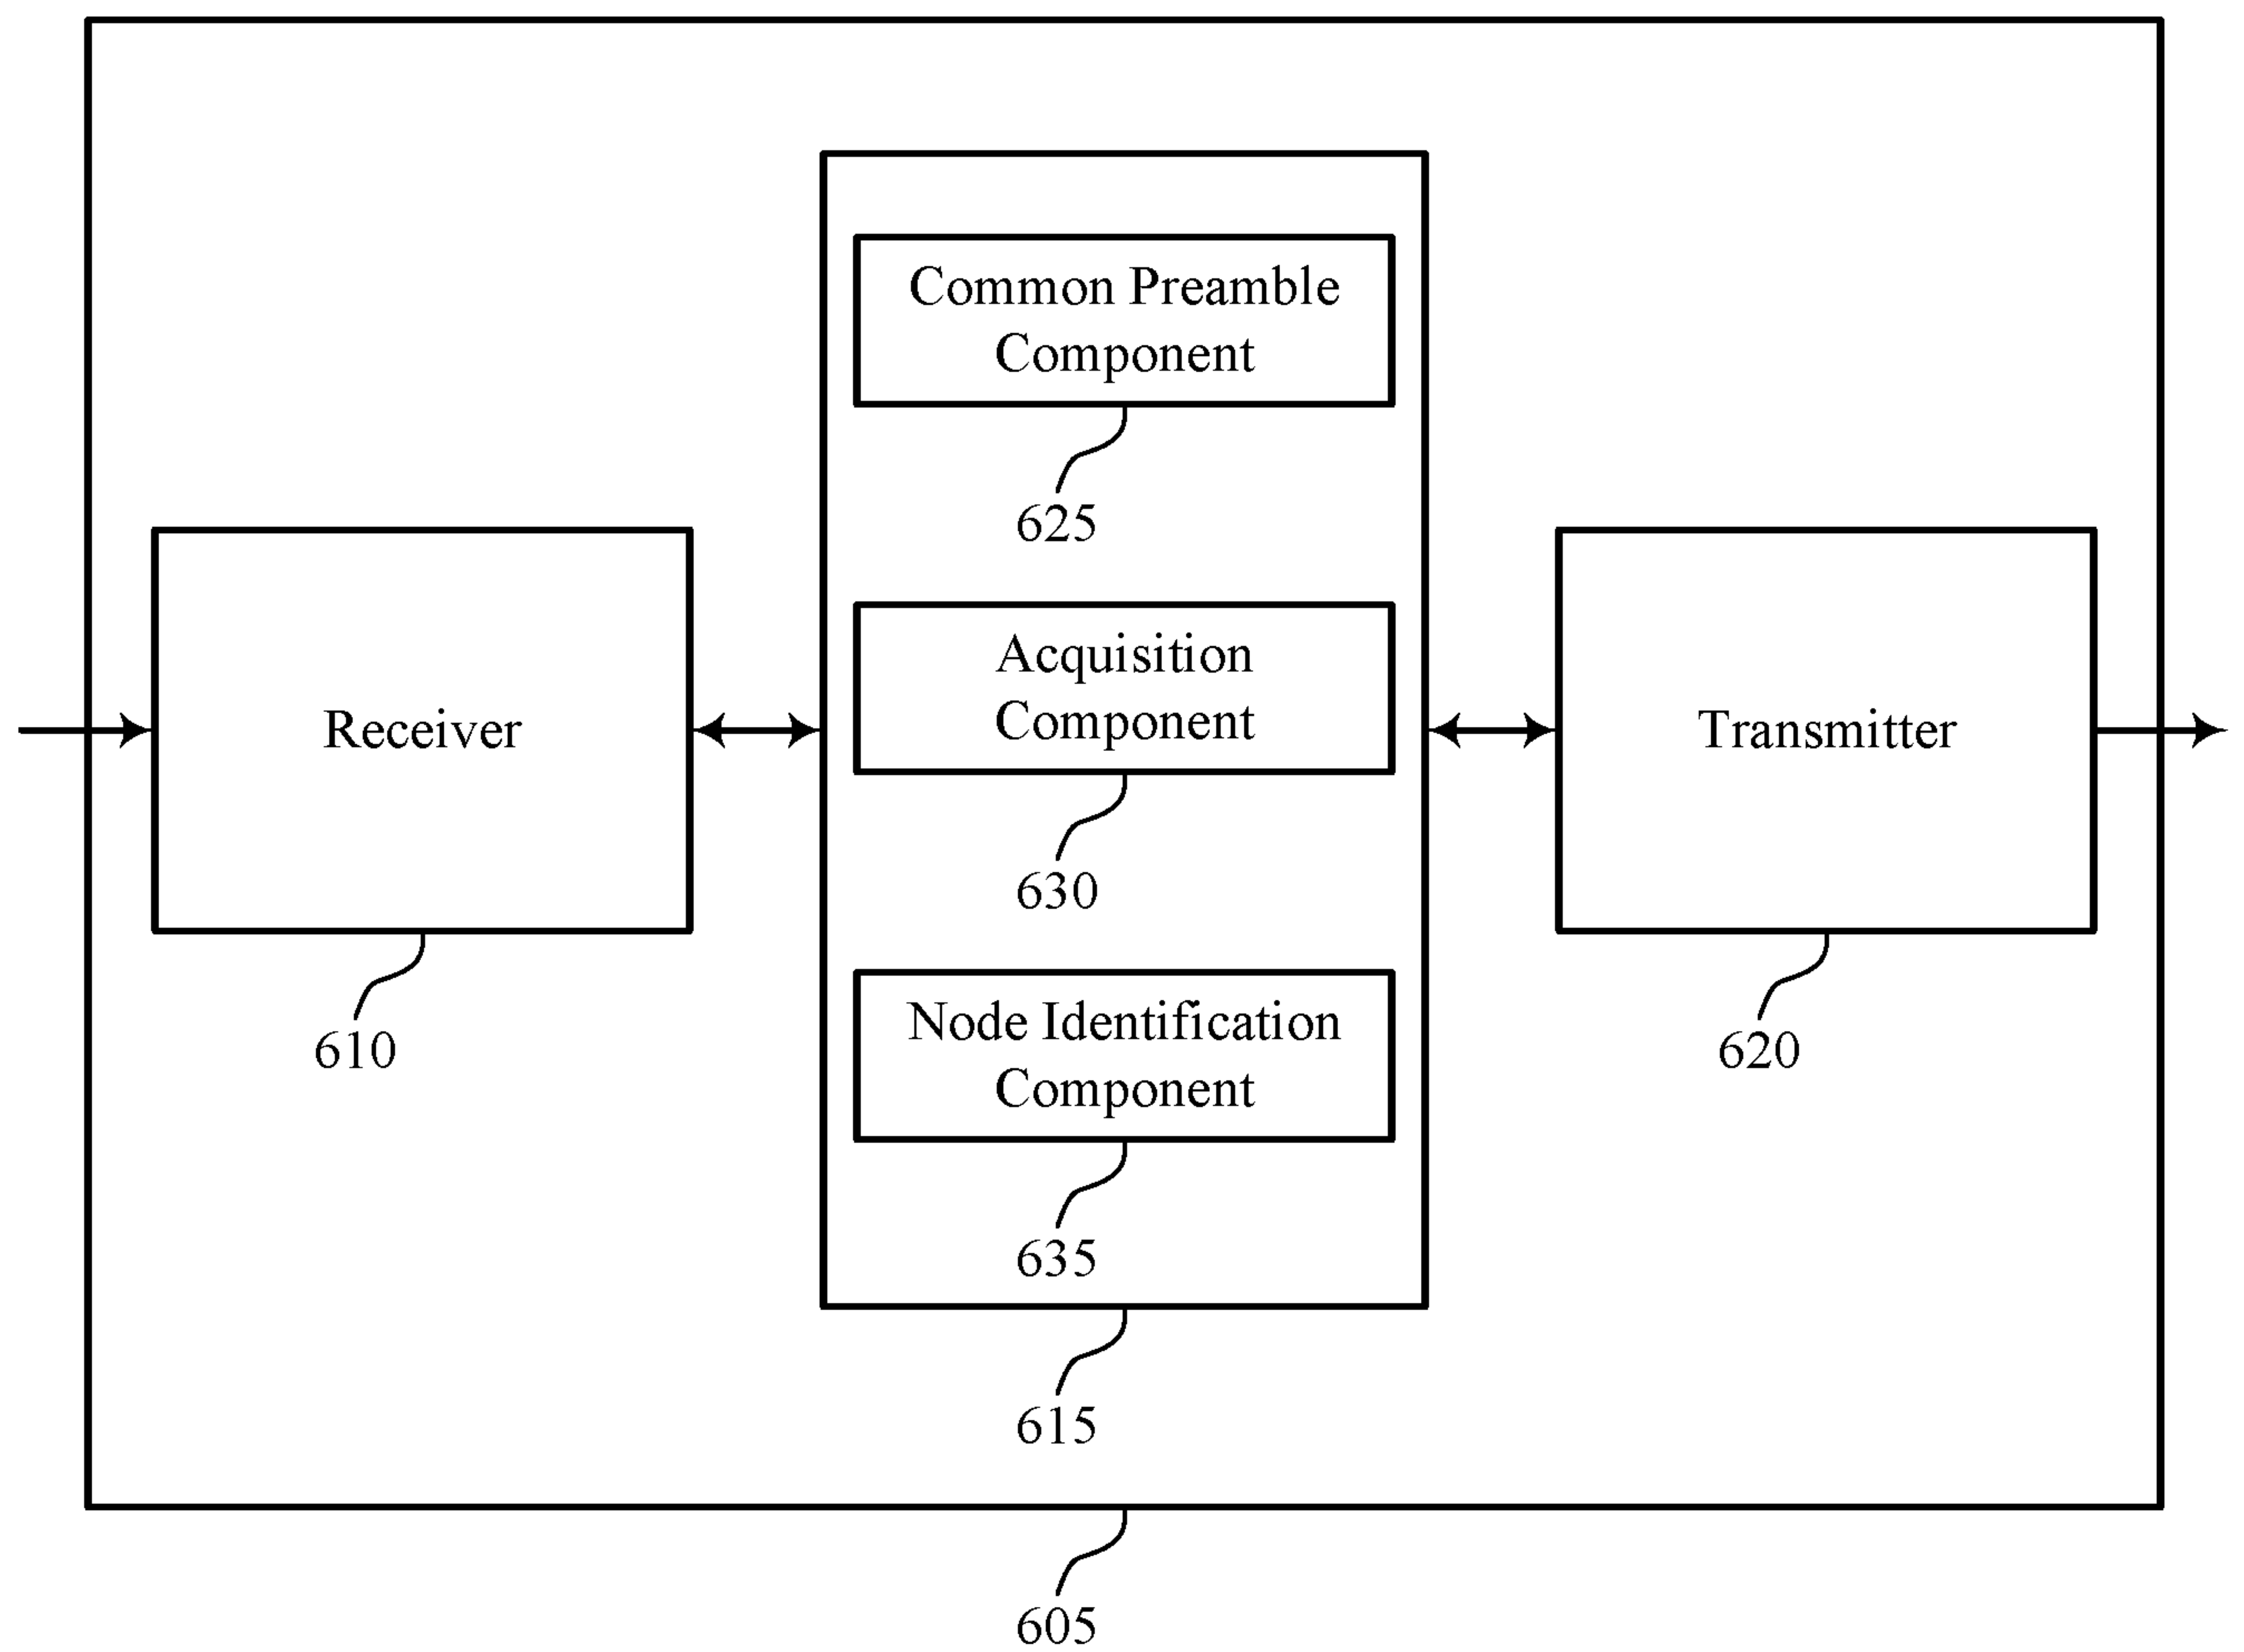 Common Preamble
Component
625
Receiver
610
Acquisition
Component
630
Transmitter
620
Node Identification
Component
635
615
605